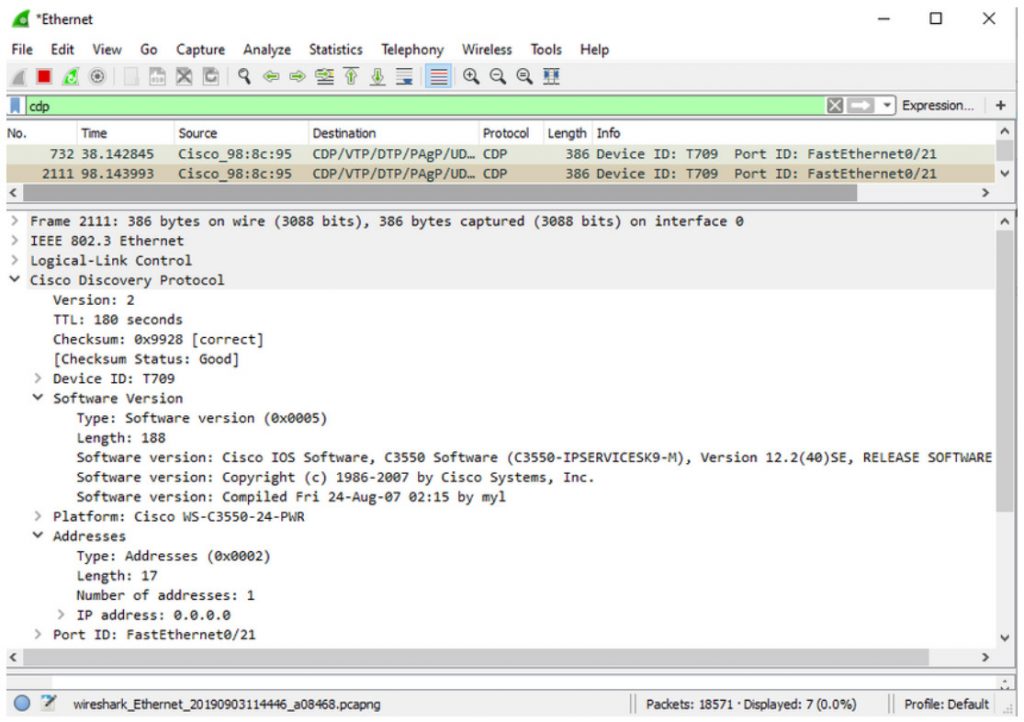 *Ethernet
File Edit View Go Capture Analyze Statistics Telephony Wireless Tools Help
cdp Expression... +
No. Time Source Destination Protocol Length Info
732 38.142845 Cisco_98:8c:95 CDP/VTP/DTP/PAgP/UD... CDP 386 Device ID: T709 Port ID: FastEthernet0/21
2111 98.143993 Cisco_98:8c:95 CDP/VTP/DTP/PAgP/UD... CDP 386 Device ID: T709 Port ID: FastEthernet0/21
Frame 2111: 386 bytes on wire (3088 bits), 386 bytes captured (3088 bits) on interface 0
IEEE 802.3 Ethernet
Logical-Link Control
Cisco Discovery Protocol
Version: 2
TTL: 180 seconds
Checksum: 0x9928 [correct]
[Checksum Status: Good]
Device ID: T709
Software Version
Type: Software version (0x0005)
Length: 188
Software version: Cisco IOS Software, C3550 Software (C3550-IPSERVICESK9-M), Version 12.2(40)SE, RELEASE SOFTWARE
Software version: Copyright (c) 1986-2007 by Cisco Systems, Inc.
Software version: Compiled Fri 24-Aug-07 02:15 by myl
Platform: Cisco WS-C3550-24-PWR
Addresses
Type: Addresses (0x0002)
Length: 17
Number of addresses: 1
IP address: 0.0.0.0
Port ID: FastEthernet0/21
wireshark_Ethernet_20190903114446_a08468.pcapng Packets: 18571 · Displayed: 7 (0.0%) Profile: Default